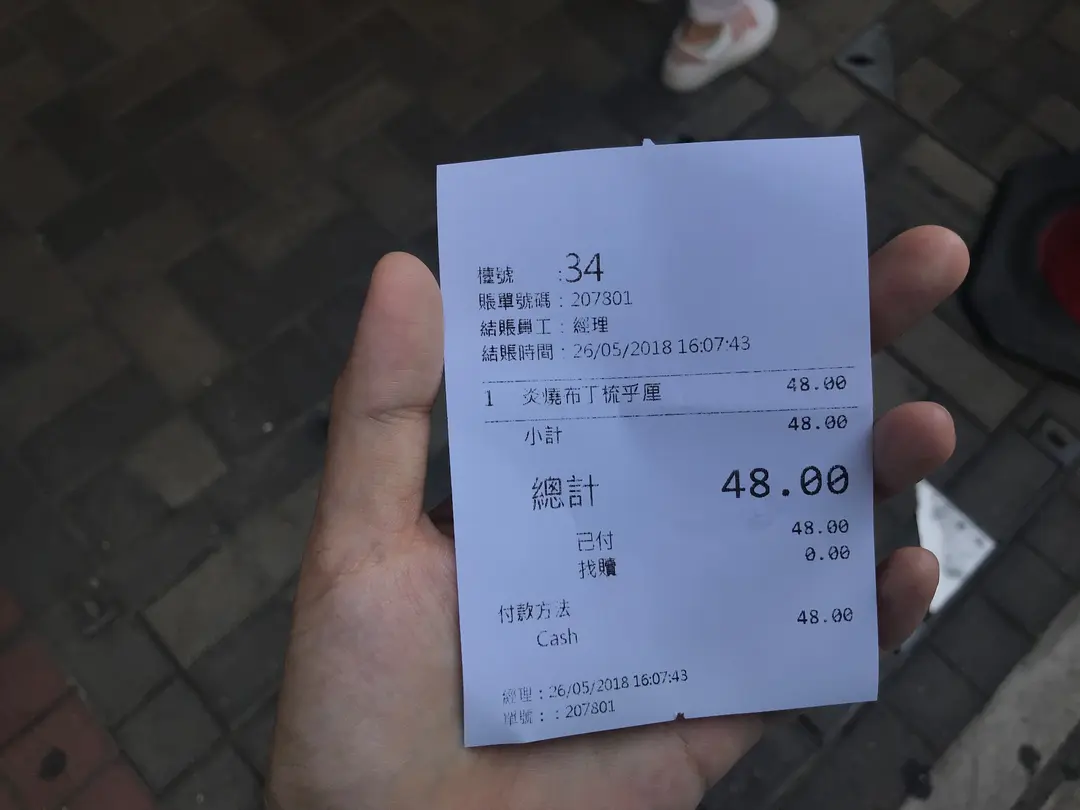 檯號 :34
賬單號碼 : 207801
結賬員工 : 經理
結賬時間 : 26/05/2018 16:07:43
1 炎燒布丁梳乎厘 48.00
小計 48.00
總計 48.00
已付 48.00
找贖 0.00
付款方法 48.00
Cash
經理 : 26/05/2018 16:07:43
單號 : : 207801